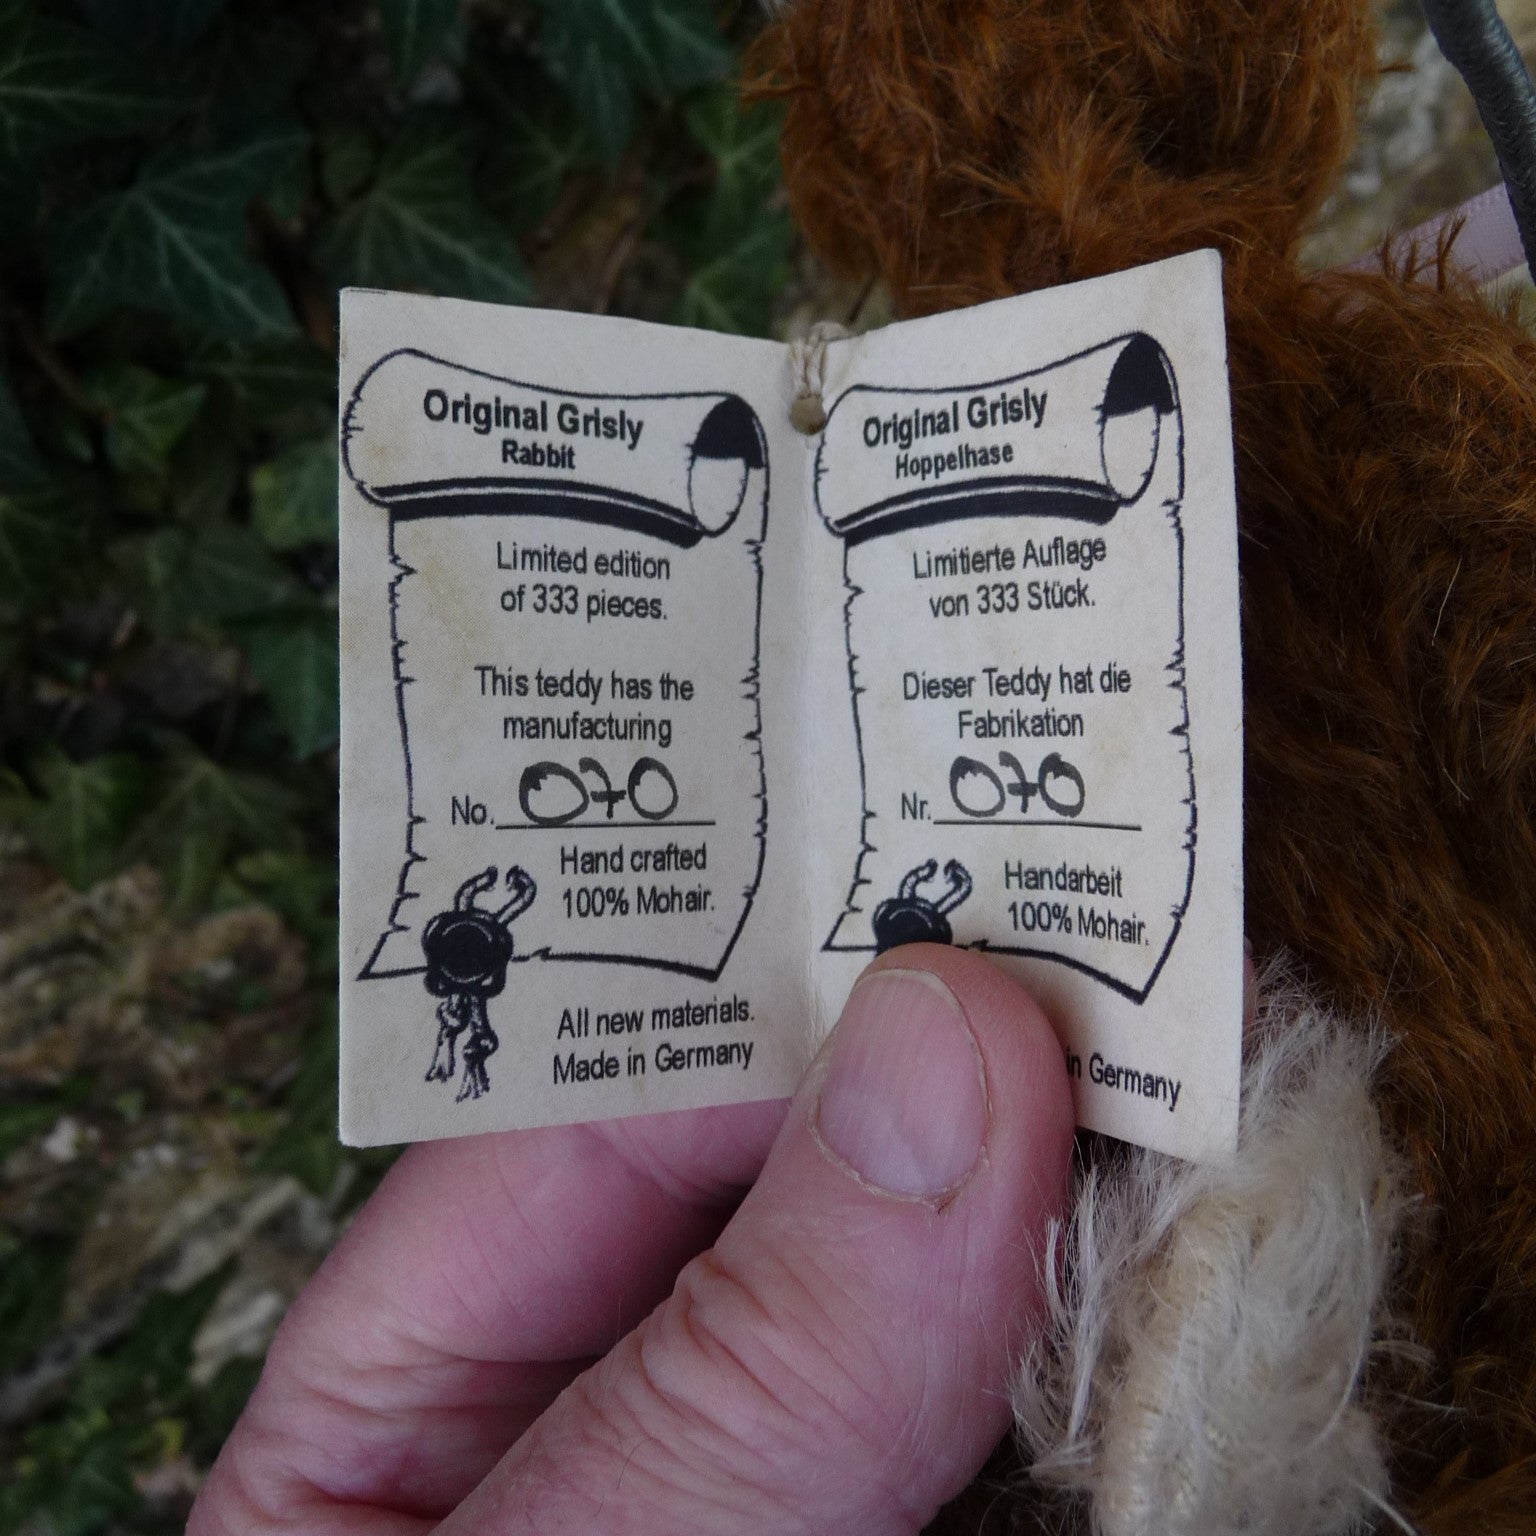 Original Grisly
Rabbit
Limited edition
of 333 pieces.
This teddy has the
manufacturing
No. 070
Hand crafted
100% Mohair.
All new materials.
Made in Germany
Original Grisly
Hoppelhase
Limitierte Auflage
von 333 Stück.
Dieser Teddy hat die
Fabrikation
Nr. 070
Handarbeit
100% Mohair.
in Germany